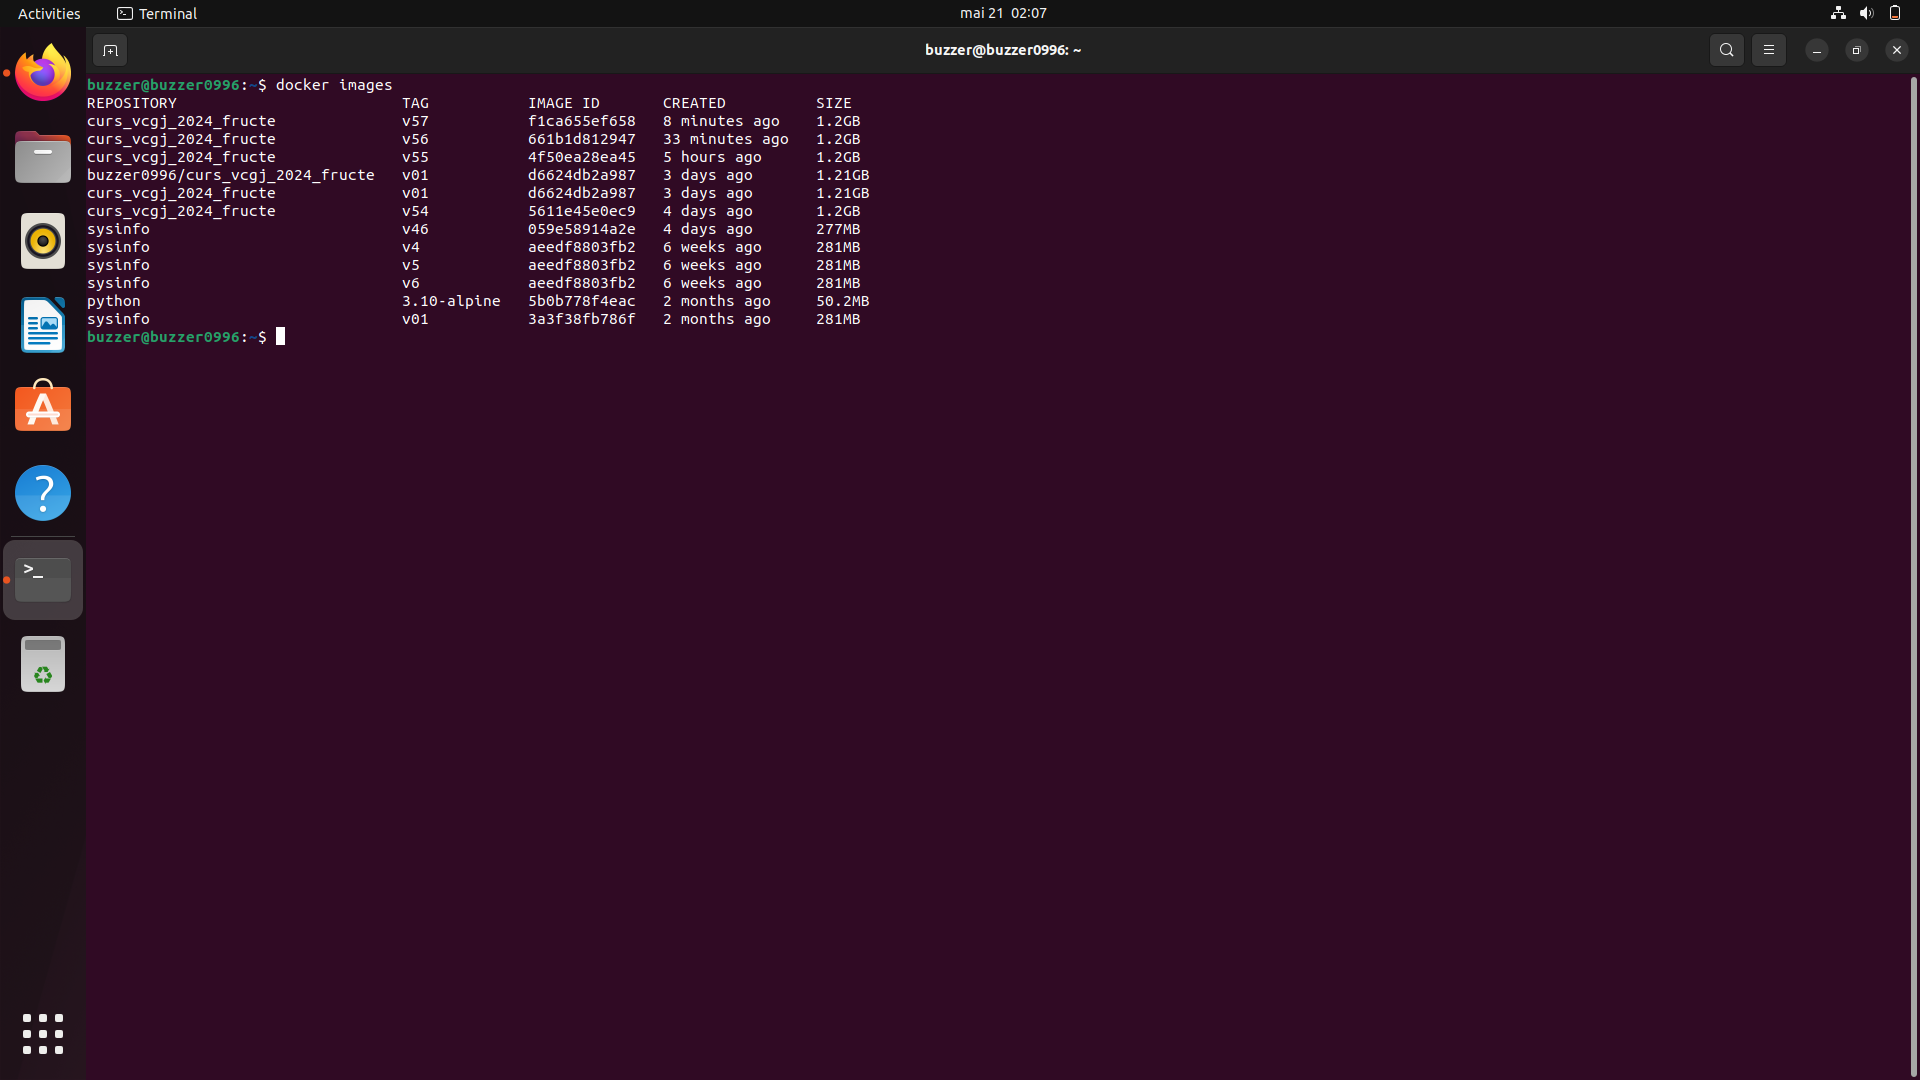 Activities Terminal mai 21 02:07
buzzer@buzzer0996: ~
buzzer@buzzer0996:~$ docker images
REPOSITORY TAG IMAGE ID CREATED SIZE
curs_vcgj_2024_fructe v57 f1ca655ef658 8 minutes ago 1.2GB
curs_vcgj_2024_fructe v56 661b1d812947 33 minutes ago 1.2GB
curs_vcgj_2024_fructe v55 4f50ea28ea45 5 hours ago 1.2GB
buzzer0996/curs_vcgj_2024_fructe v01 d6624db2a987 3 days ago 1.21GB
curs_vcgj_2024_fructe v01 d6624db2a987 3 days ago 1.21GB
curs_vcgj_2024_fructe v54 5611e45e0ec9 4 days ago 1.2GB
sysinfo v46 059e58914a2e 4 days ago 277MB
sysinfo v4 aeedf8803fb2 6 weeks ago 281MB
sysinfo v5 aeedf8803fb2 6 weeks ago 281MB
sysinfo v6 aeedf8803fb2 6 weeks ago 281MB
python 3.10-alpine 5b0b778f4eac 2 months ago 50.2MB
sysinfo v01 3a3f38fb786f 2 months ago 281MB
buzzer@buzzer0996:~$